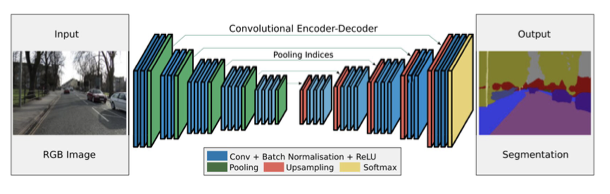 Convolutional Encoder-Decoder
Input
Output
Pooling Indices
RGB Image
Segmentation
Conv + Batch Normalisation + ReLU
Pooling
Upsampling
Softmax